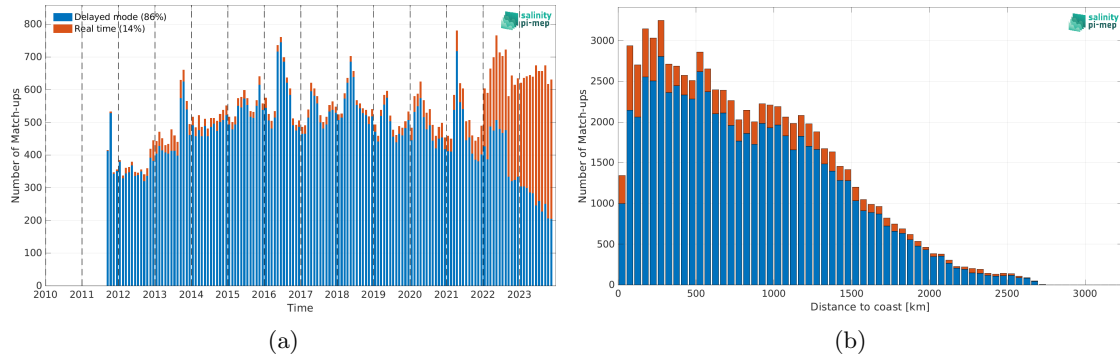 Delayed mode (86%)
Real time (14%)
salinity
pi-mep
800
700
600
500
400
300
200
100
0
Number of Match-ups
2010 2011 2012 2013 2014 2015 2016 2017 2018 2019 2020 2021 2022 2023
Time
(a)
salinity
pi-mep
3000
2500
2000
1500
1000
500
0
Number of Match-ups
0 500 1000 1500 2000 2500 3000
Distance to coast [km]
(b)